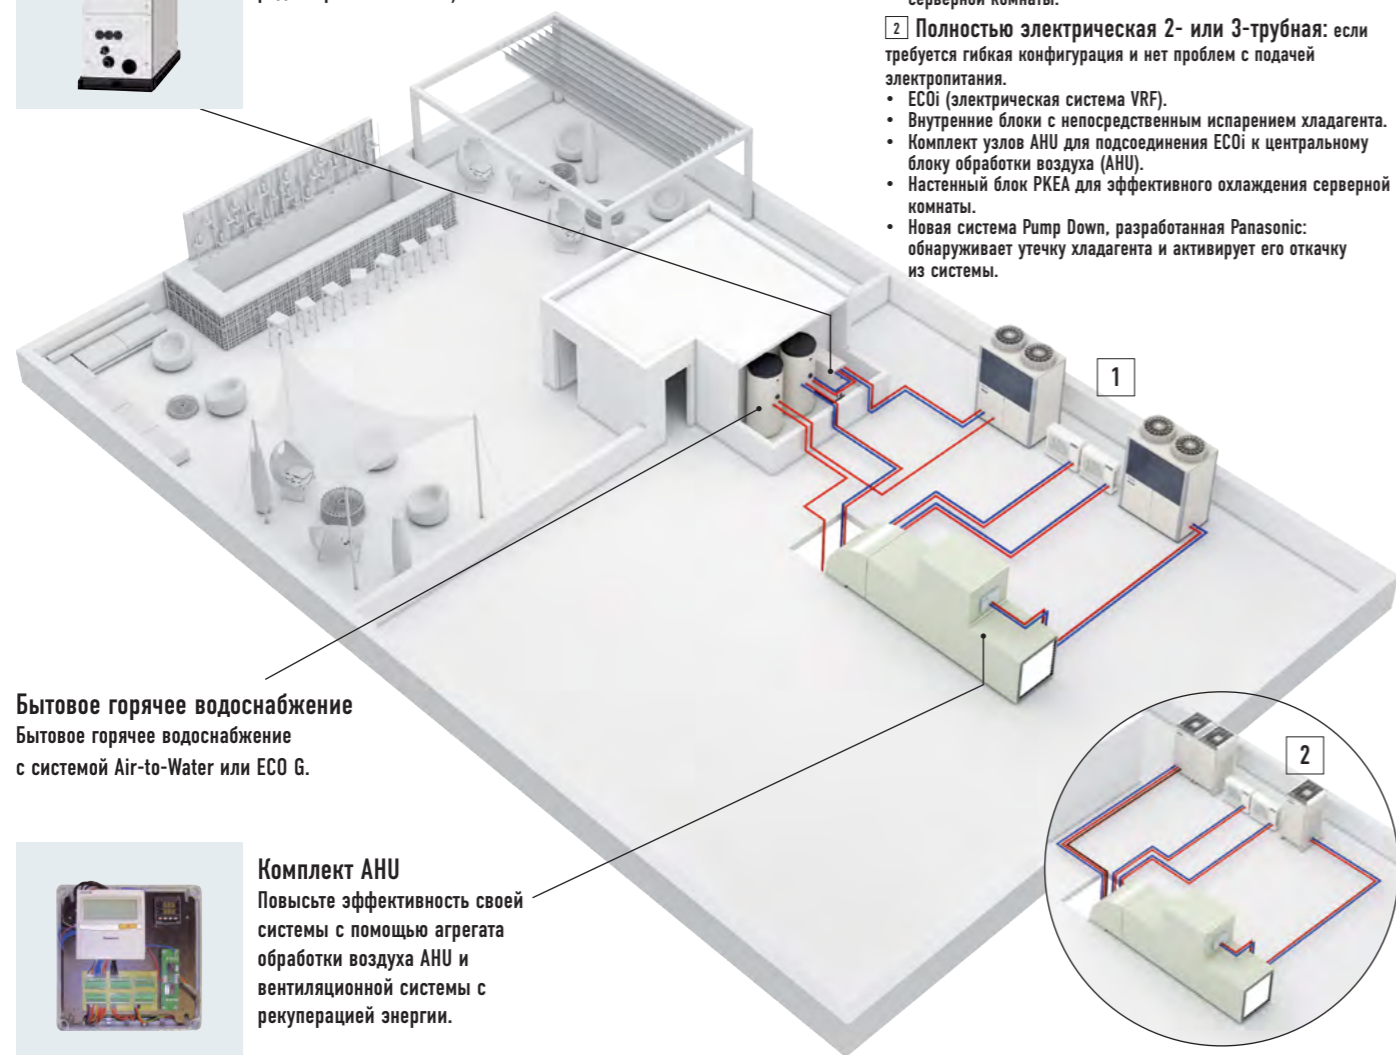 серверной комнаты.
2 Полностью электрическая 2- или 3-трубная: если
требуется гибкая конфигурация и нет проблем с подачей
электропитания.
• ECOi (электрическая система VRF).
• Внутренние блоки с непосредственным испарением хладагента.
• Комплект узлов AHU для подсоединения ECOi к центральному
блоку обработки воздуха (AHU).
• Настенный блок PKEA для эффективного охлаждения серверной
комнаты.
• Новая система Pump Down, разработанная Panasonic:
обнаруживает утечку хладагента и активирует его откачку
из системы.
1
Бытовое горячее водоснабжение
Бытовое горячее водоснабжение
с системой Air-to-Water или ECO G.
2
Комплект AHU
Повысьте эффективность своей
системы с помощью агрегата
обработки воздуха AHU и
вентиляционной системы с
рекуперацией энергии.